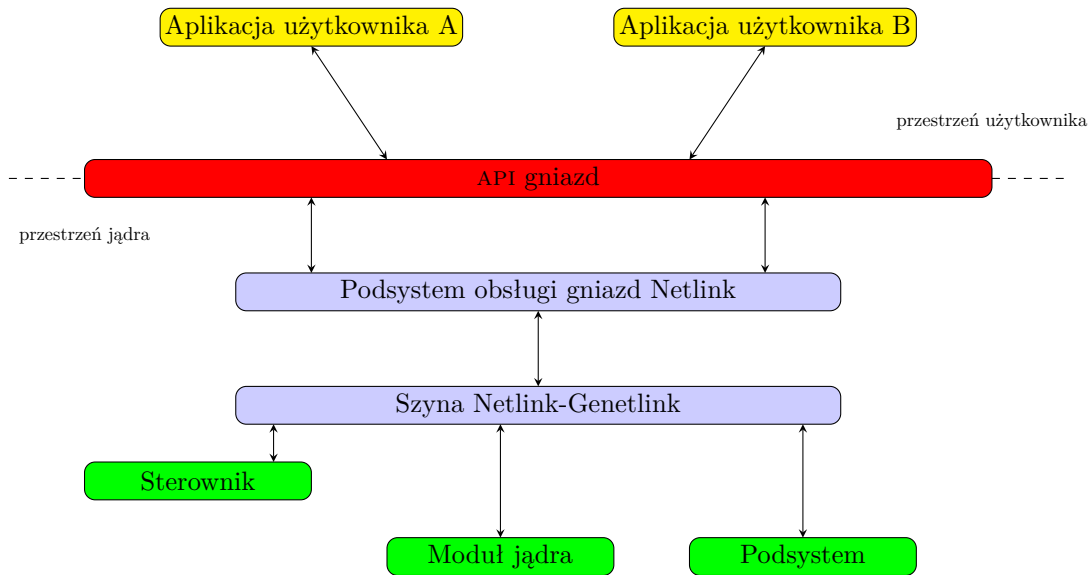 Aplikacja użytkownika A
Aplikacja użytkownika B
przestrzeń użytkownika
API gniazd
przestrzeń jądra
Podsystem obsługi gniazd Netlink
Szyna Netlink-Genetlink
Sterownik
Moduł jądra
Podsystem